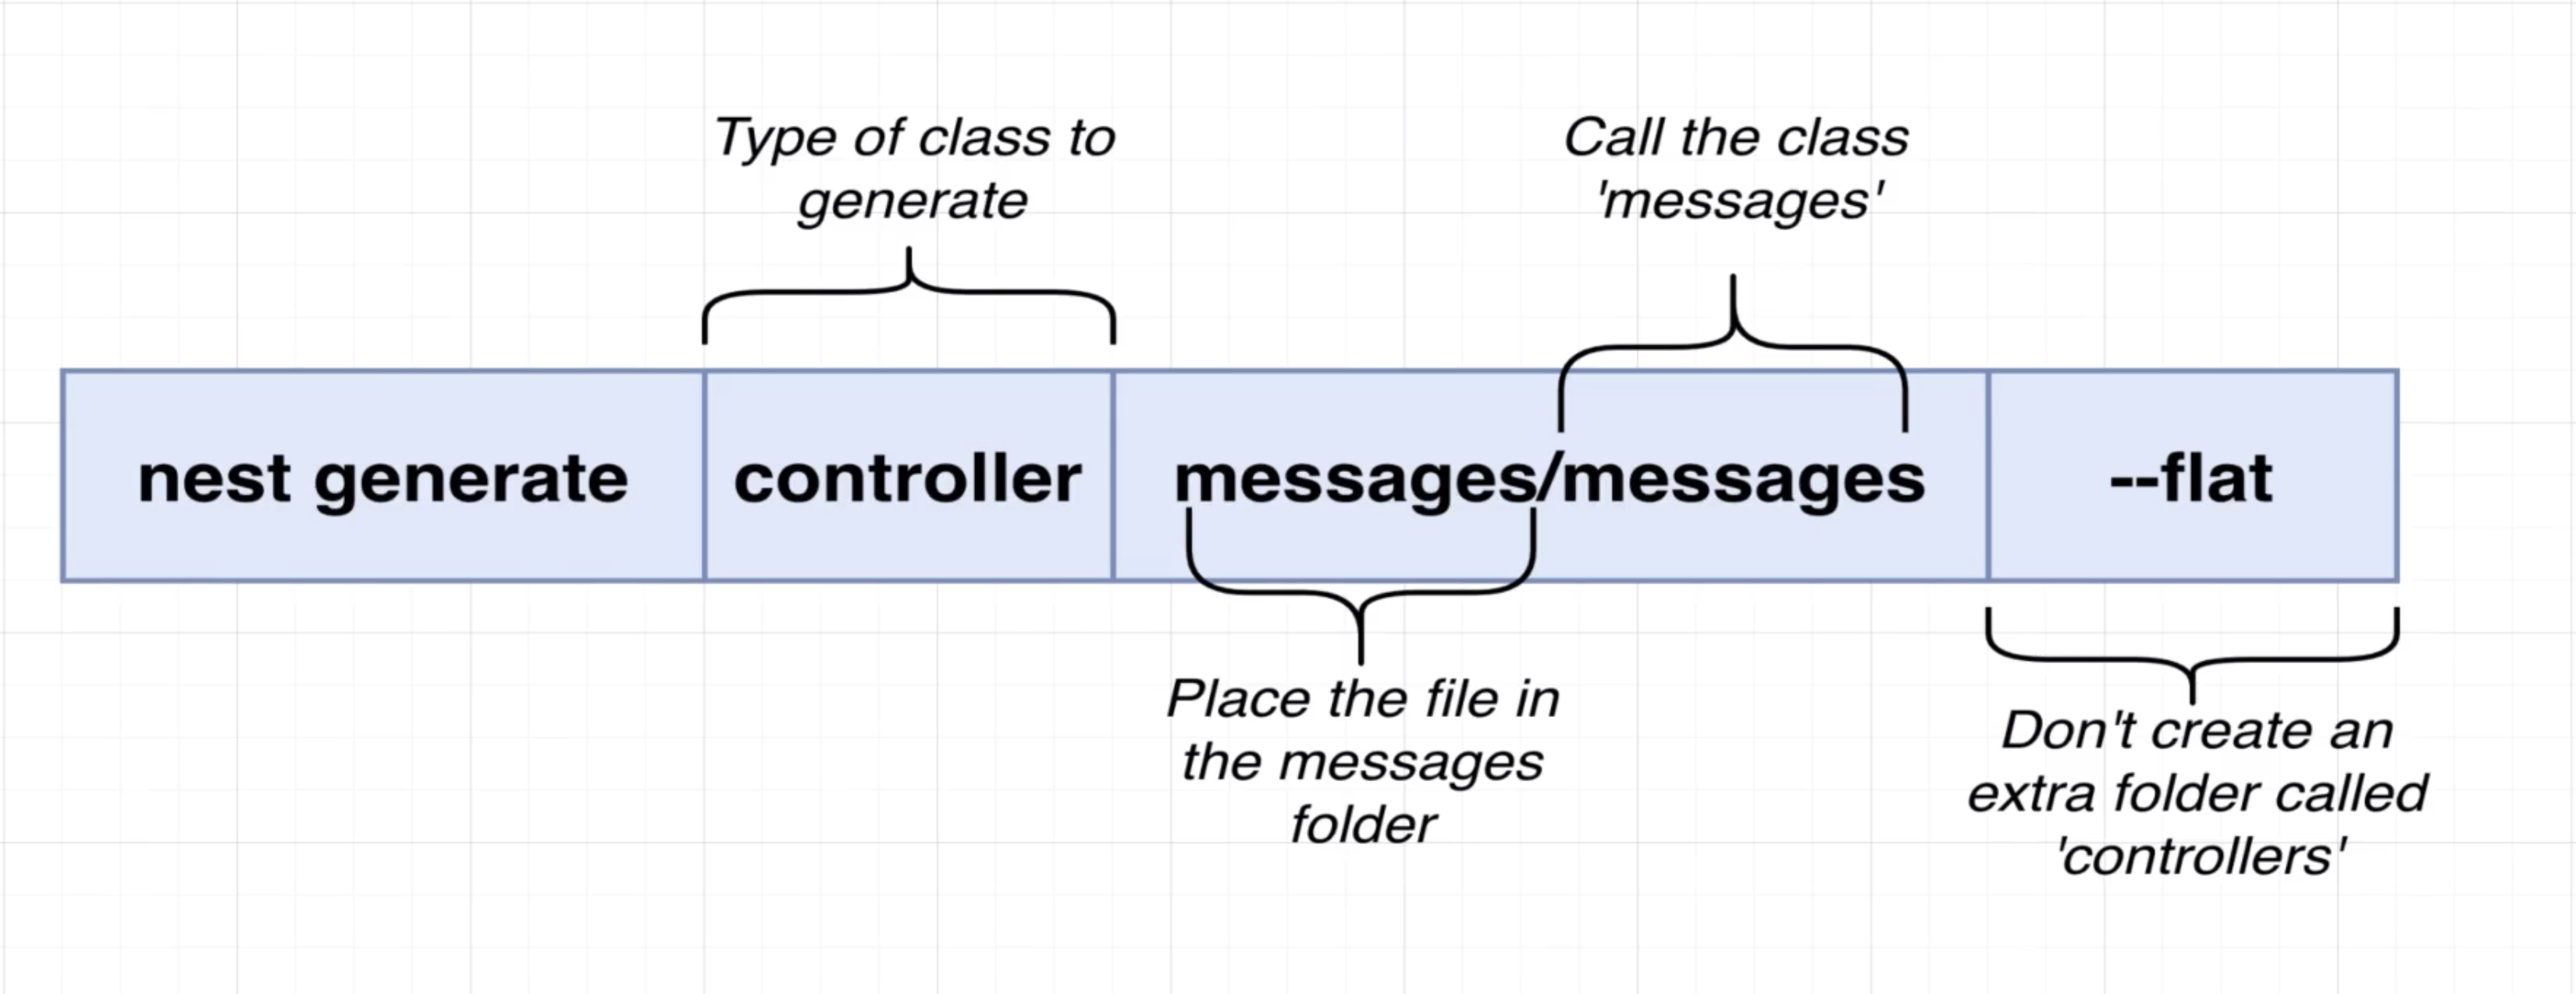 Type of class to
generate
Call the class
'messages'
nest generate
controller
messages/messages
--flat
Place the file in
the messages
folder
Don't create an
extra folder called
'controllers'